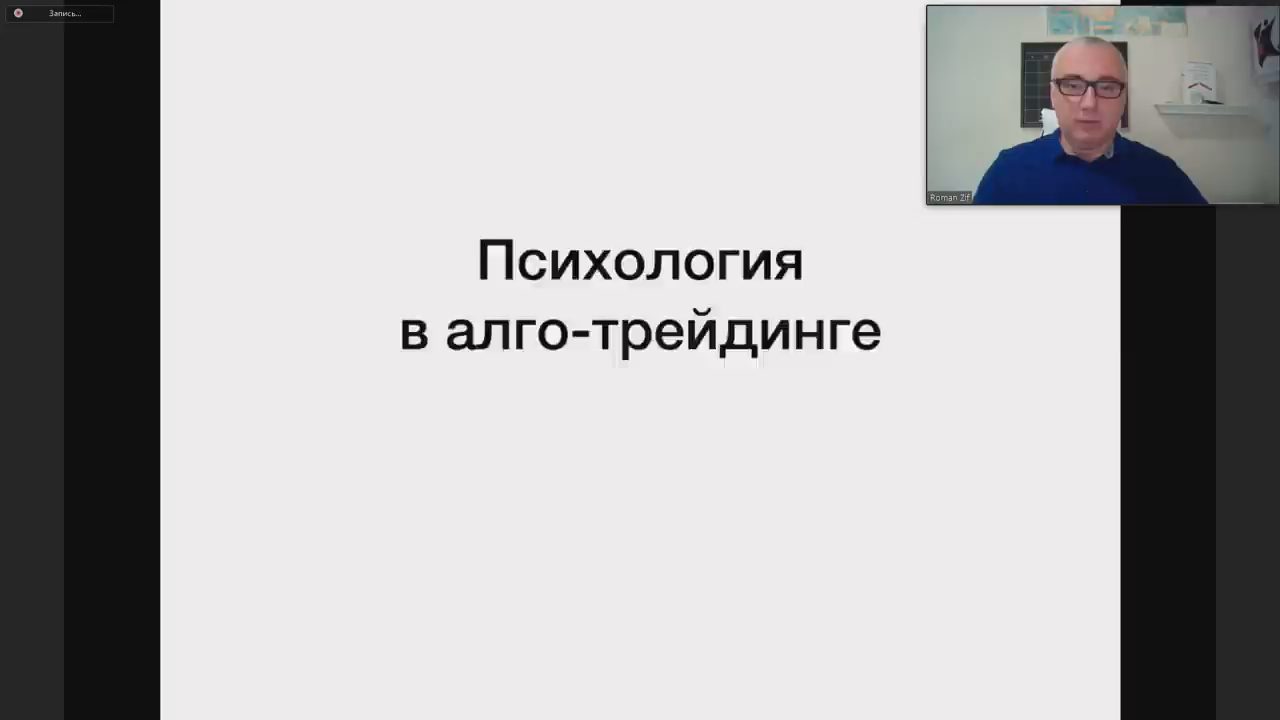 Запись...
Roman Zif
Психология
в алго-трейдинге